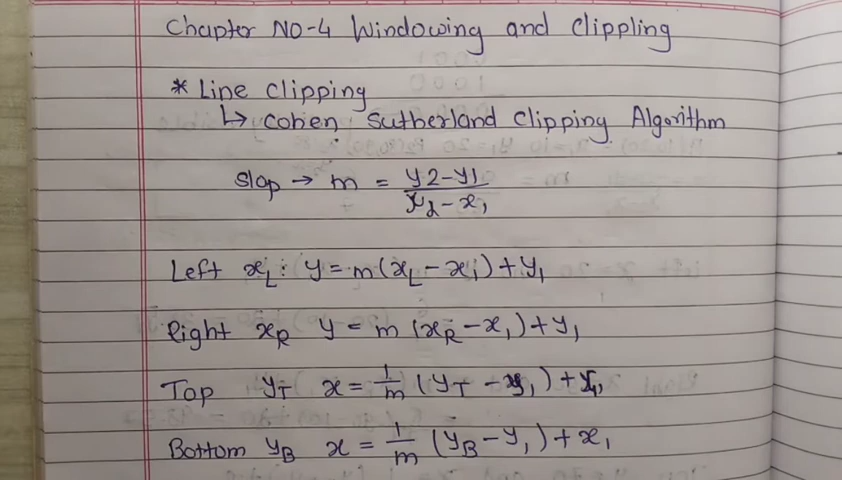 Chapter NO-4 Windowing and Clippling
* Line clipping
↳ cohen Sutherland Clipping Algorithm
Slop → m = y2-y1 / x2-x1
Left xL: y = m(xL-x1)+y1
Right xR y = m(xR-x1)+y1
Top yT x = 1/m (yT-y1)+x1
Bottom yB x = 1/m (yB-y1)+x1